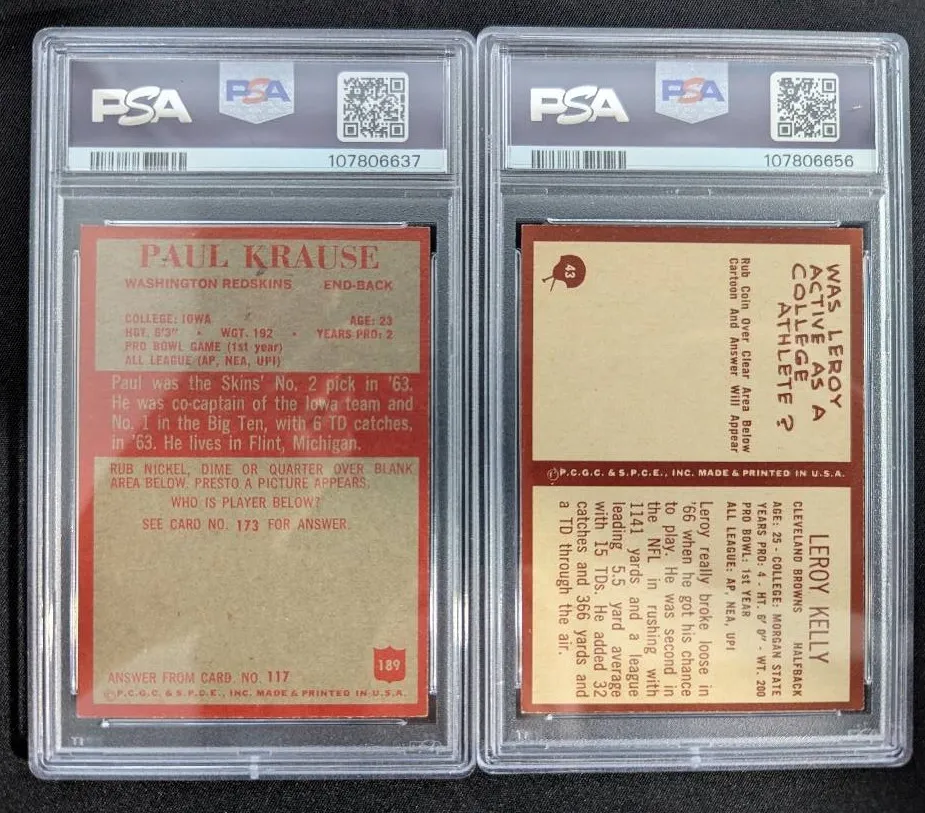 PSA
PSA
107806637
PAUL KRAUSE
WASHINGTON REDSKINS END-BACK
COLLEGE: IOWA AGE: 23
HGT. 6'3" • WGT. 192 • YEARS PRO: 2
PRO BOWL GAME (1st year)
ALL LEAGUE (AP, NEA, UPI)
Paul was the Skins' No. 2 pick in '63.
He was co-captain of the Iowa team and
No. 1 in the Big Ten, with 6 TD catches,
in '63. He lives in Flint, Michigan.
RUB NICKEL, DIME OR QUARTER OVER BLANK
AREA BELOW. PRESTO A PICTURE APPEARS.
WHO IS PLAYER BELOW?
SEE CARD NO. 173 FOR ANSWER.
189
ANSWER FROM CARD. NO. 117
©P.C.G.C. & S.P.C.E., INC. MADE & PRINTED IN U.S.A.
PSA
PSA
107806656
43
WAS LEROY
ACTIVE AS A
COLLEGE
ATHLETE?
Rub Coin Over Clear Area Below
Cartoon And Answer Will Appear
©P.C.G.C. & S.P.C.E., INC. MADE & PRINTED IN U.S.A.
LEROY KELLY
CLEVELAND BROWNS HALFBACK
AGE: 25 - COLLEGE: MORGAN STATE
YEARS PRO: 4 - HT. 6' 0" - WT. 200
PRO BOWL: 1st YEAR
ALL LEAGUE: AP, NEA, UPI
Leroy really broke loose in
'66 when he got his chance
to play. He was second in
the NFL in rushing with
1141 yards and a league
leading 5.5 yard average
with 15 TDs. He added 32
catches and 366 yards and
a TD through the air.